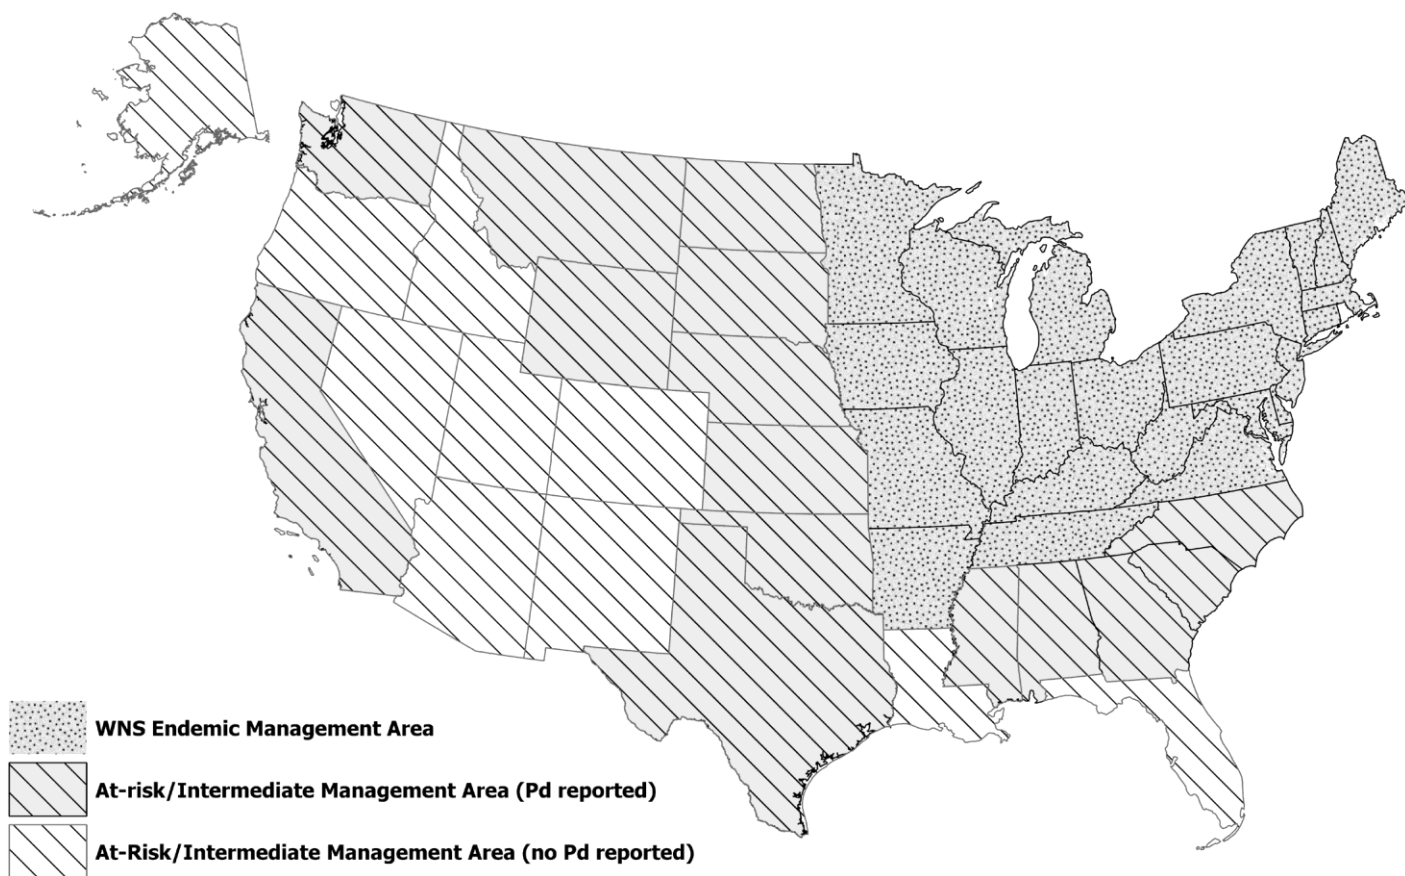 WNS Endemic Management Area
At-risk/Intermediate Management Area (Pd reported)
At-Risk/Intermediate Management Area (no Pd reported)